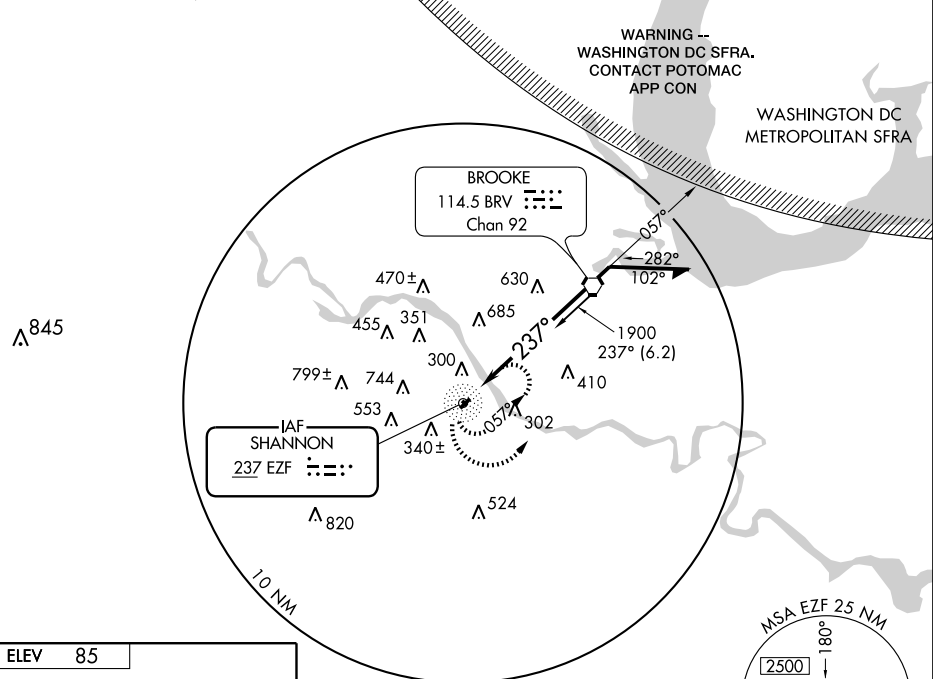 WARNING --
WASHINGTON DC SFRA.
CONTACT POTOMAC
APP CON
WASHINGTON DC
METROPOLITAN SFRA
BROOKE
114.5 BRV
Chan 92
057°
282°
102°
470±
630
845
455
351
685
237°
1900
237° (6.2)
300
799±
744
410
553
057°
302
IAF
SHANNON
237 EZF
340±
524
820
10 NM
MSA EZF 25 NM
180°
2500
ELEV 85